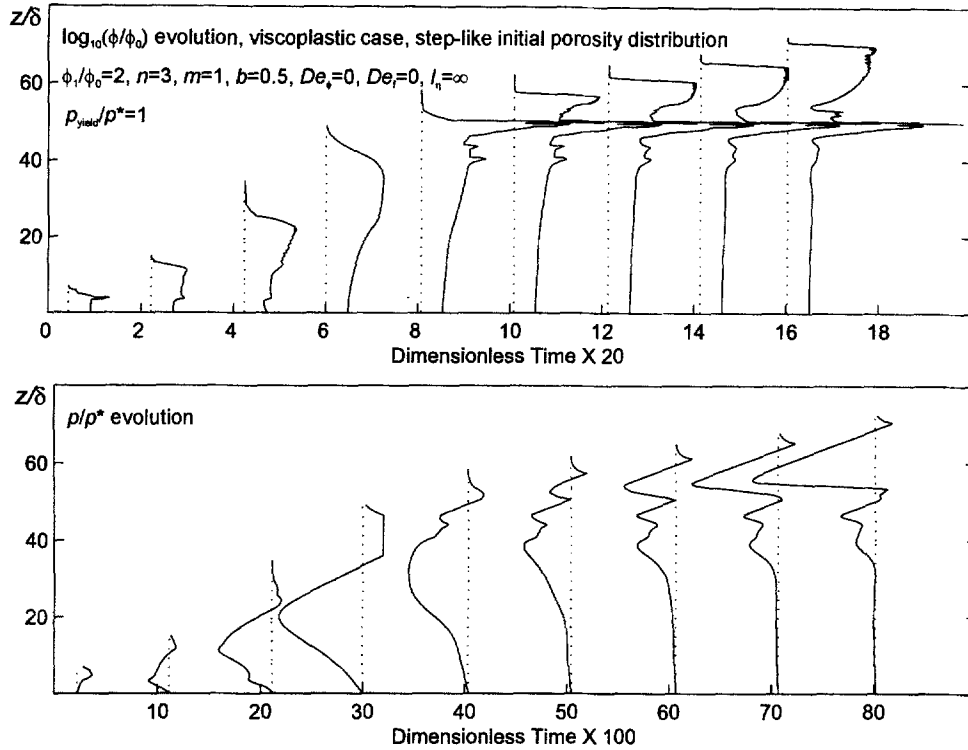 z/δ
log₁₀(ϕ/ϕ₀) evolution, viscoplastic case, step-like initial porosity distribution
ϕ₁/ϕ₀=2, n=3, m=1, b=0.5, De_ϕ=0, De_f=0, I_η=∞
p_yield/p*=1
60
40
20
0 2 4 6 8 10 12 14 16 18
Dimensionless Time X 20
z/δ
p/p* evolution
60
40
20
10 20 30 40 50 60 70 80 90
Dimensionless Time X 100